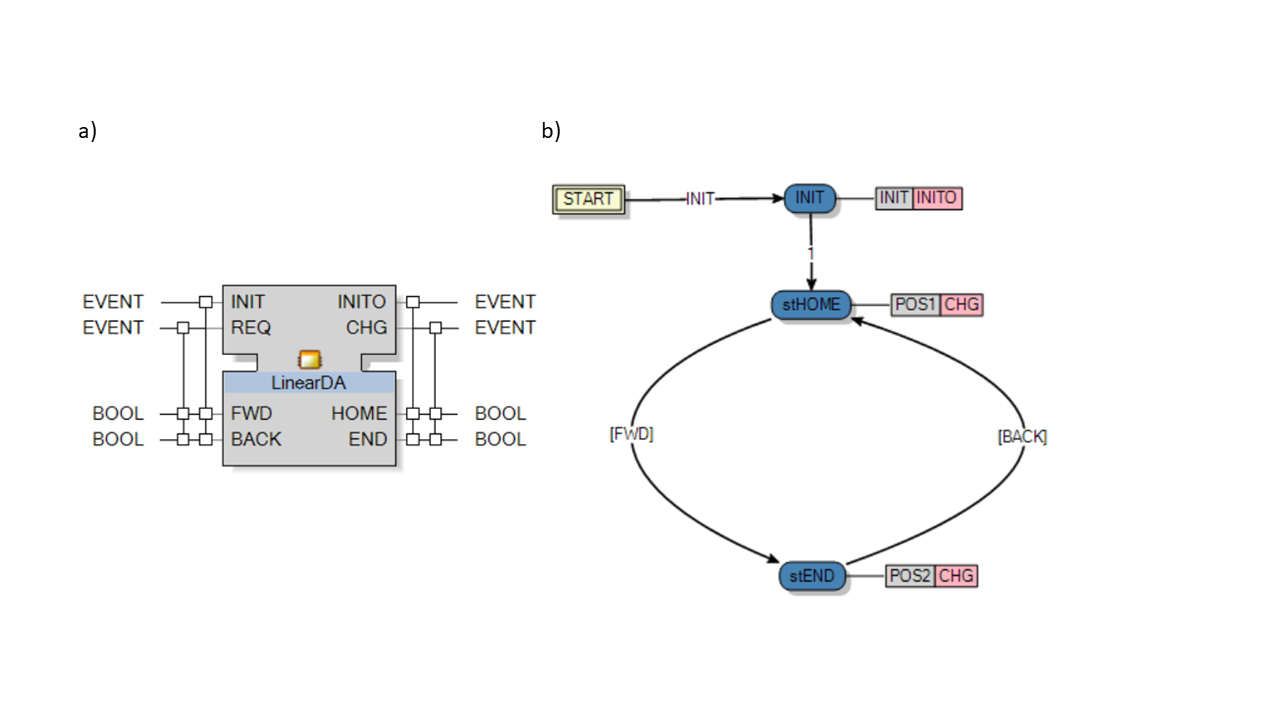 a)
EVENT INIT INITO EVENT
EVENT REQ CHG EVENT
LinearDA
BOOL FWD HOME BOOL
BOOL BACK END BOOL
b)
START INIT INIT INIT INITO
1
stHOME POS1 CHG
[FWD] [BACK]
stEND POS2 CHG